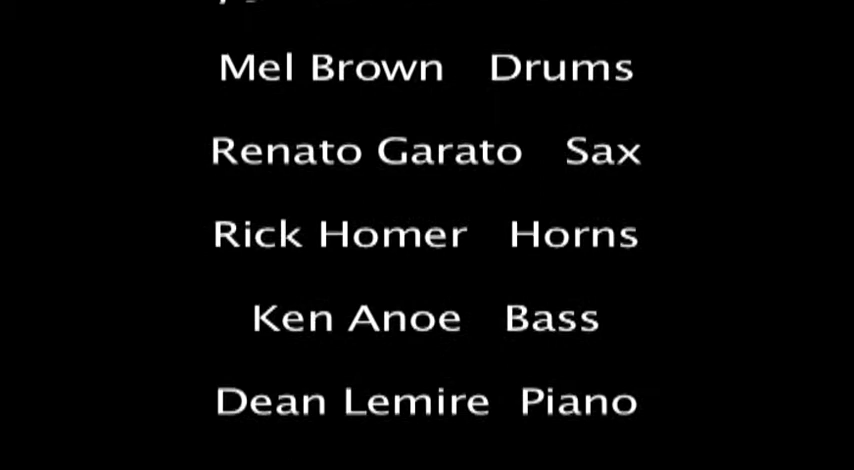 Mel Brown Drums
Renato Garato Sax
Rick Homer Horns
Ken Anoe Bass
Dean Lemire Piano